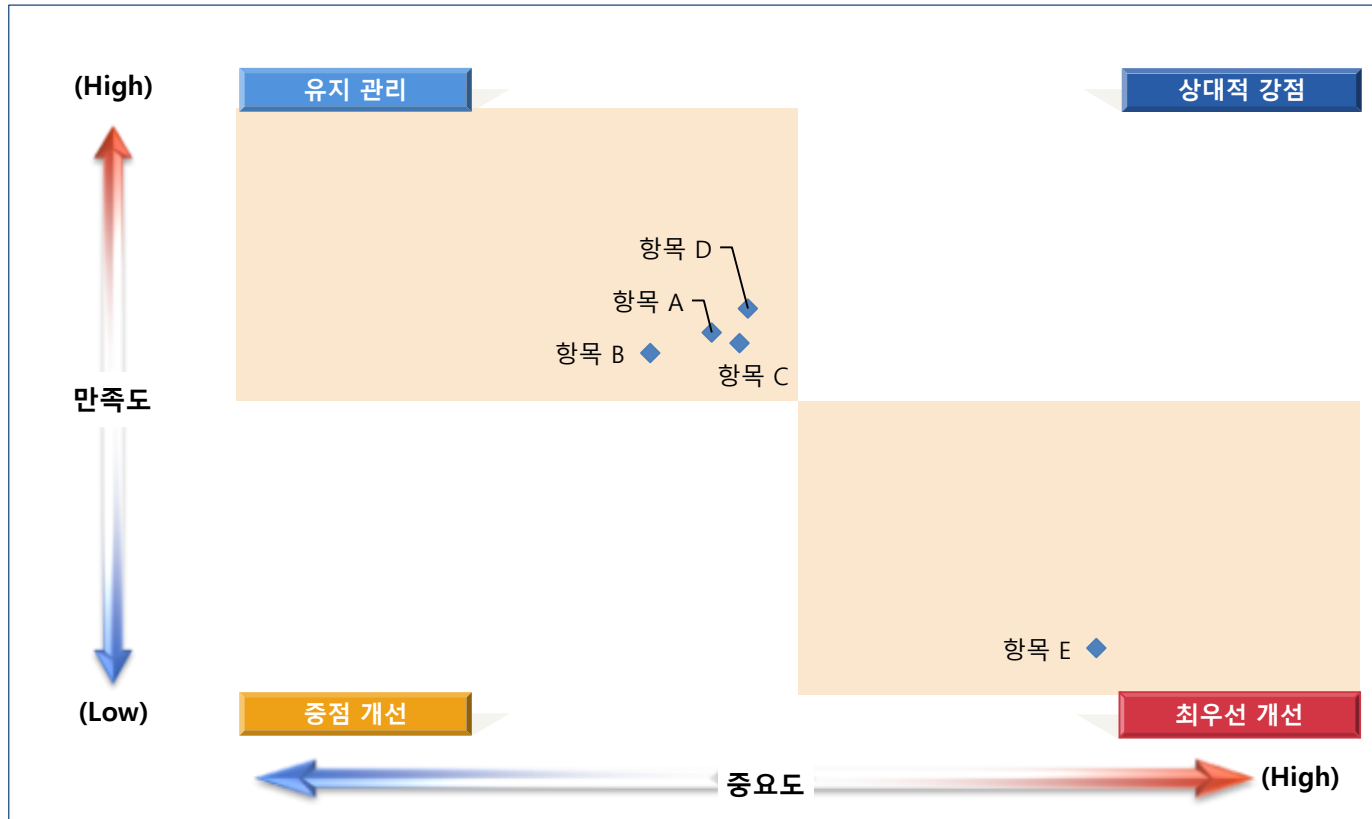 (High)
유지 관리
상대적 강점
항목 D
항목 A
항목 B
항목 C
만족도
항목 E
(Low)
중점 개선
최우선 개선
중요도
(High)